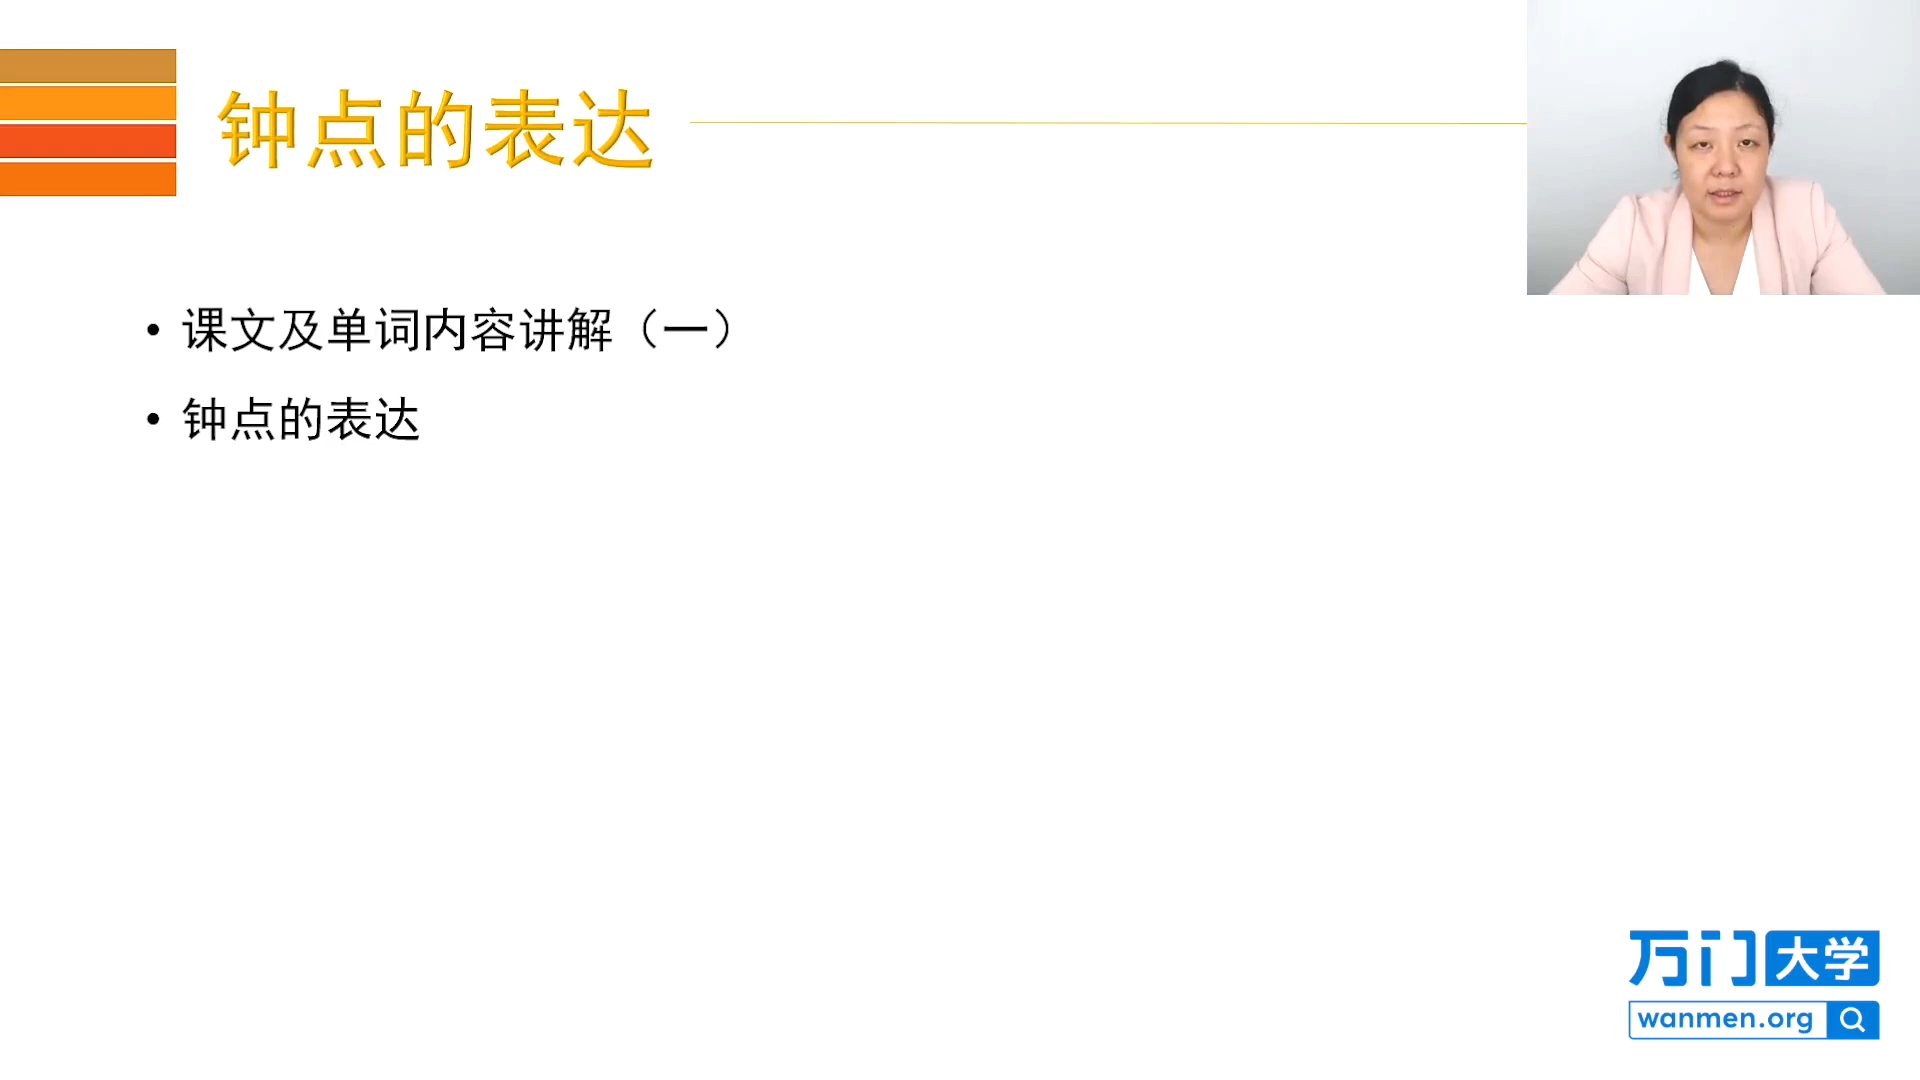 钟点的表达
• 课文及单词内容讲解（一）
• 钟点的表达
万门大学
wanmen.org